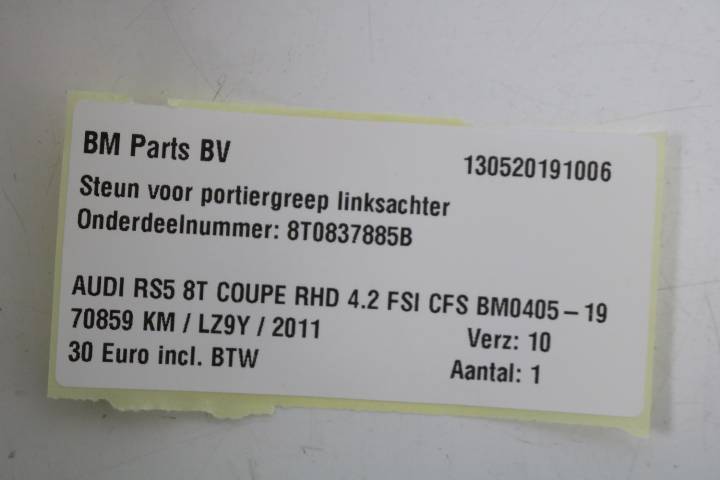 BM Parts BV 130520191006
Steun voor portiergreep linksachter
Onderdeelnummer: 8T0837885B
AUDI RS5 8T COUPE RHD 4.2 FSI CFS BM0405-19
70859 KM / LZ9Y / 2011 Verz: 10
30 Euro incl. BTW Aantal: 1